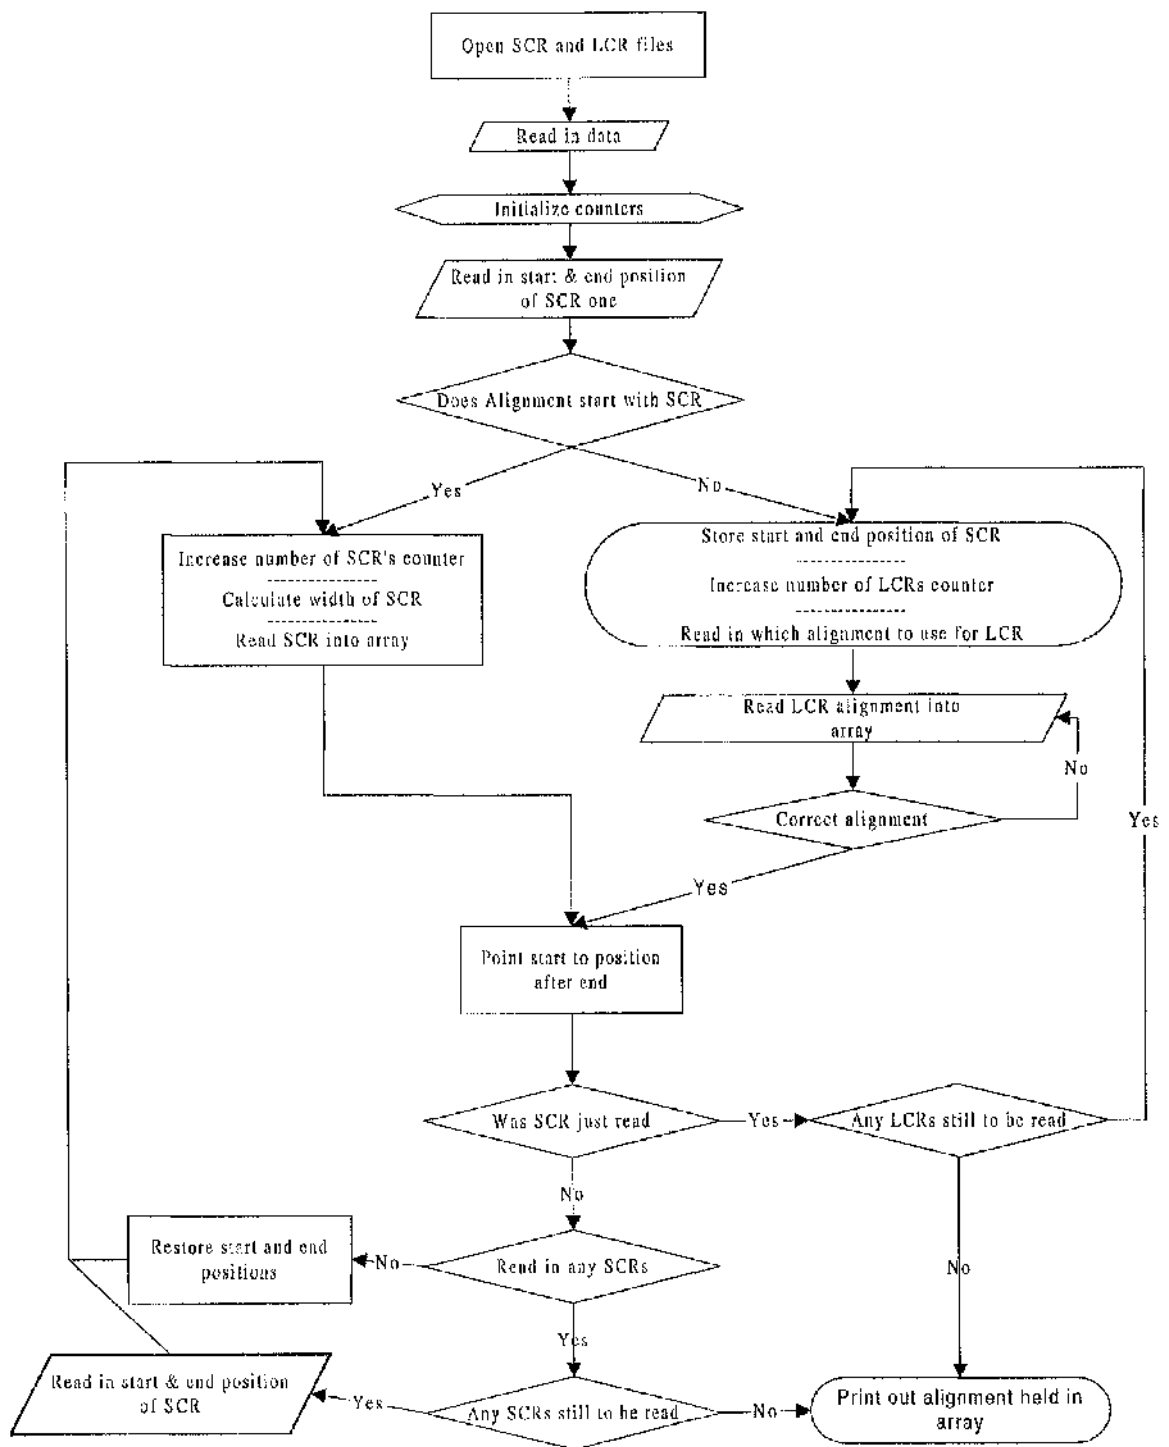 Open SCR and LCR files
Read in data
Initialize counters
Read in start & end position
of SCR one
Does Alignment start with SCR
Yes
No
Increase number of SCR's counter
Calculate width of SCR
Read SCR into array
Store start and end position of SCR
Increase number of LCRs counter
Read in which alignment to use for LCR
Read LCR alignment into
array
No
Correct alignment
Yes
Yes
Point start to position
after end
Was SCR just read
Yes
Any LCRs still to be read
No
Restore start and end
positions
No
Read in any SCRs
No
Yes
Read in start & end position
of SCR
Yes
Any SCRs still to be read
No
Print out alignment held in
array